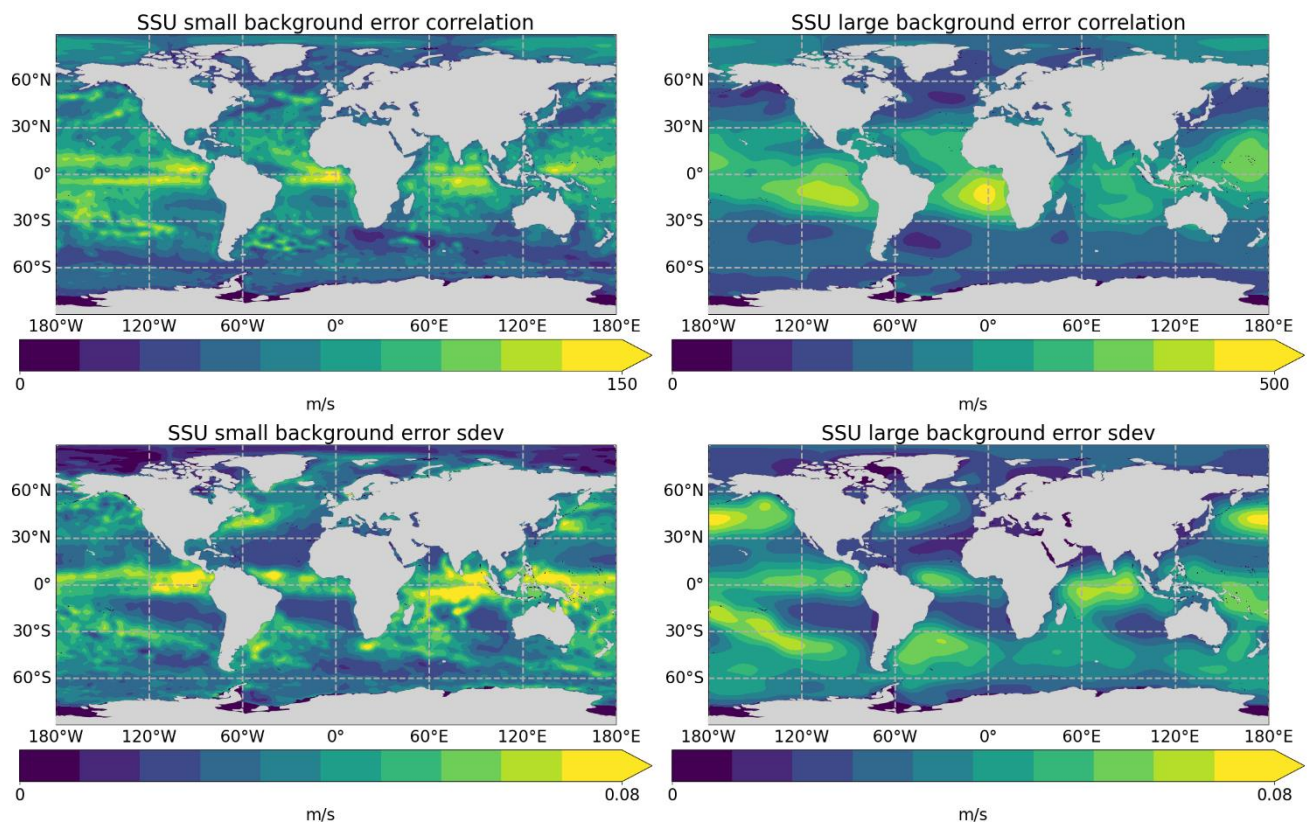 SSU small background error correlation
SSU large background error correlation
60°N
30°N
0°
30°S
60°S
180°W 120°W 60°W 0° 60°E 120°E 180°E
0 150
m/s
60°N
30°N
0°
30°S
60°S
180°W 120°W 60°W 0° 60°E 120°E 180°E
0 500
m/s
SSU small background error sdev
SSU large background error sdev
60°N
30°N
0°
30°S
60°S
180°W 120°W 60°W 0° 60°E 120°E 180°E
0 0.08
m/s
60°N
30°N
0°
30°S
60°S
180°W 120°W 60°W 0° 60°E 120°E 180°E
0 0.08
m/s